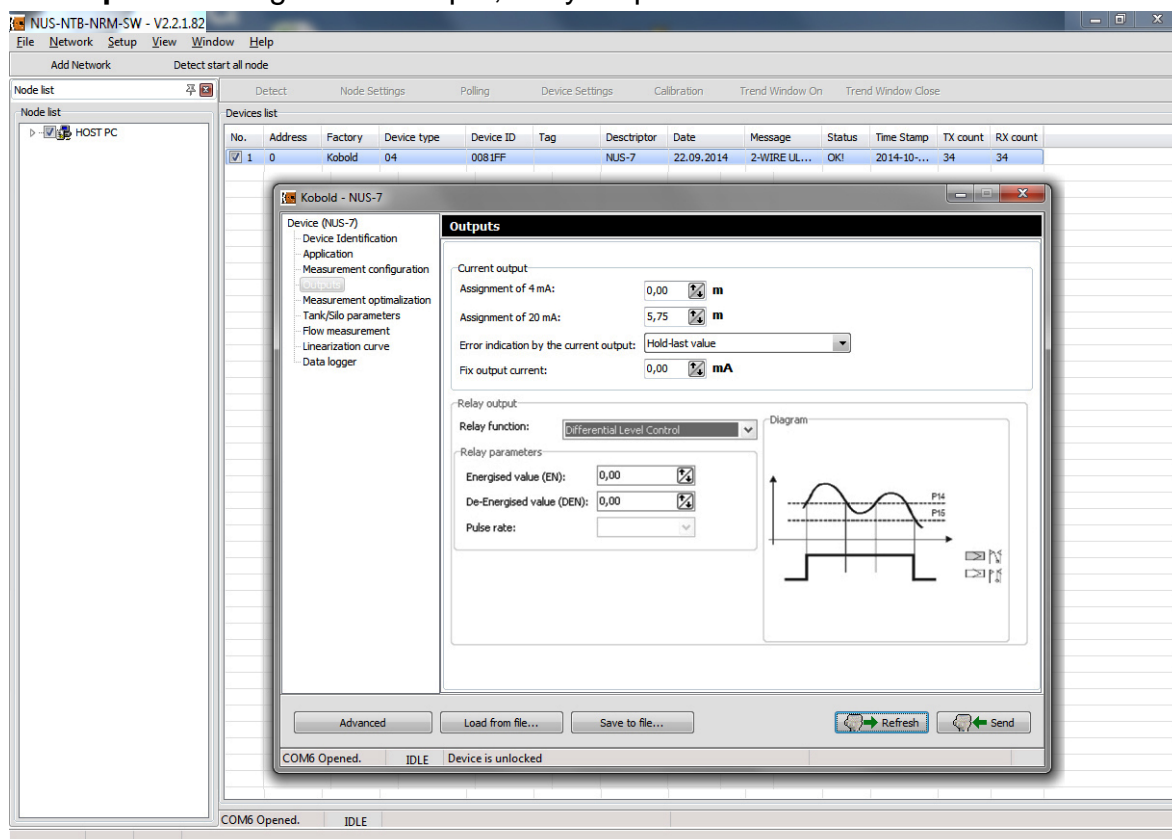 NUS-NTB-NRM-SW - V2.2.1.82
File Network Setup View Window Help
Add Network Detect start all node
Node list
Detect Node Settings Polling Device Settings Calibration Trend Window On Trend Window Close
Node list
HOST PC
Devices list
No. Address Factory Device type Device ID Tag Desctriptor Date Message Status Time Stamp TX count RX count
1 0 Kobold 04 0081FF NUS-7 22.09.2014 2-WIRE UL... OK! 2014-10-... 34 34
Kobold - NUS-7
Device (NUS-7)
Device Identification
Application
Measurement configuration
Outputs
Measurement optimalization
Tank/Silo parameters
Flow measurement
Linearization curve
Data logger
Outputs
Current output
Assignment of 4 mA: 0,00 m
Assignment of 20 mA: 5,75 m
Error indication by the current output: Hold-last value
Fix output current: 0,00 mA
Relay output
Relay function: Differential Level Control
Relay parameters
Energised value (EN): 0,00
De-Energised value (DEN): 0,00
Pulse rate:
Diagram
P14
P15
Advanced Load from file... Save to file... Refresh Send
COM6 Opened. IDLE Device is unlocked
COM6 Opened. IDLE